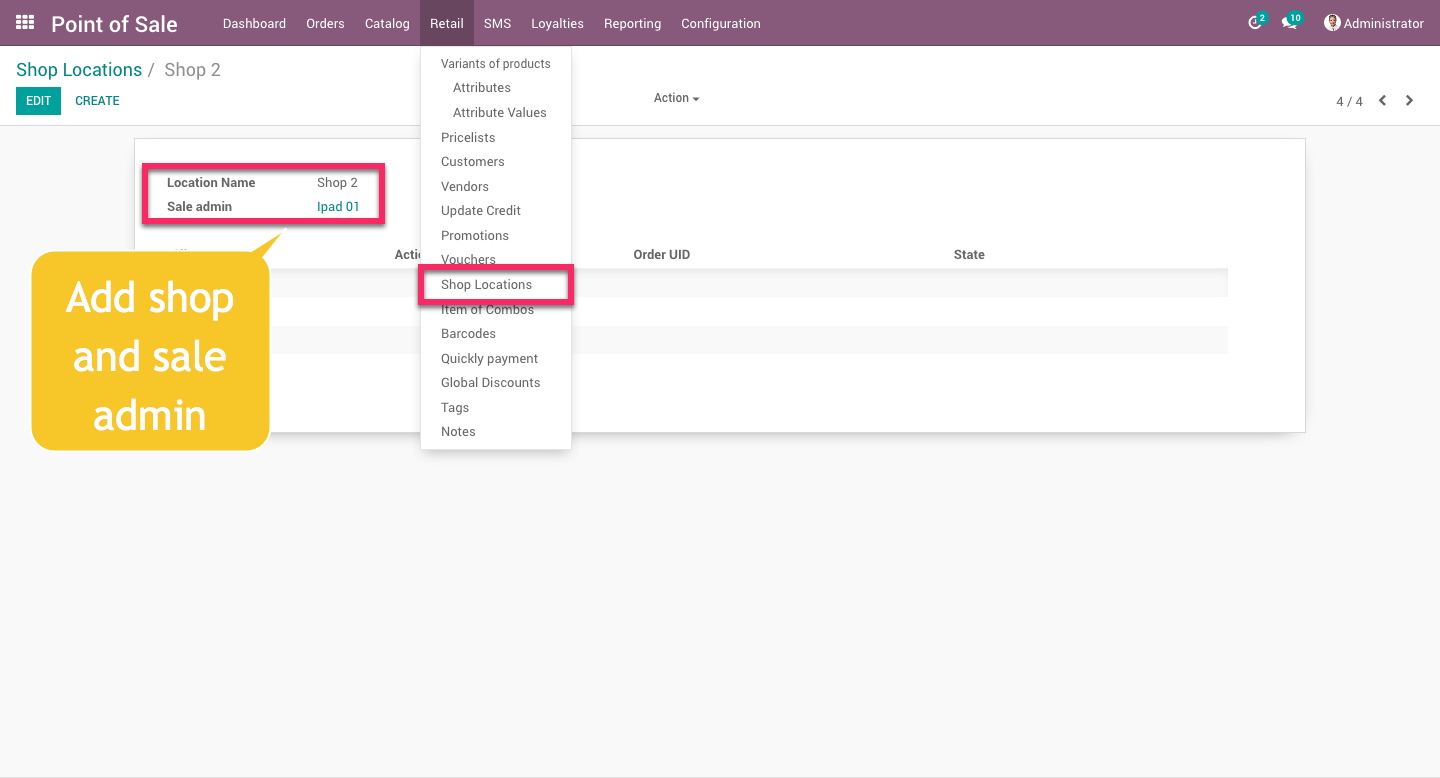 Point of Sale Dashboard Orders Catalog Retail SMS Loyalties Reporting Configuration 2 10 Administrator
Shop Locations / Shop 2
EDIT CREATE Action 4 / 4
Variants of products
Attributes
Attribute Values
Pricelists
Customers
Vendors
Update Credit
Promotions
Vouchers
Shop Locations
Item of Combos
Barcodes
Quickly payment
Global Discounts
Tags
Notes
Location Name Shop 2
Sale admin Ipad 01
Order UID State
Add shop
and sale
admin